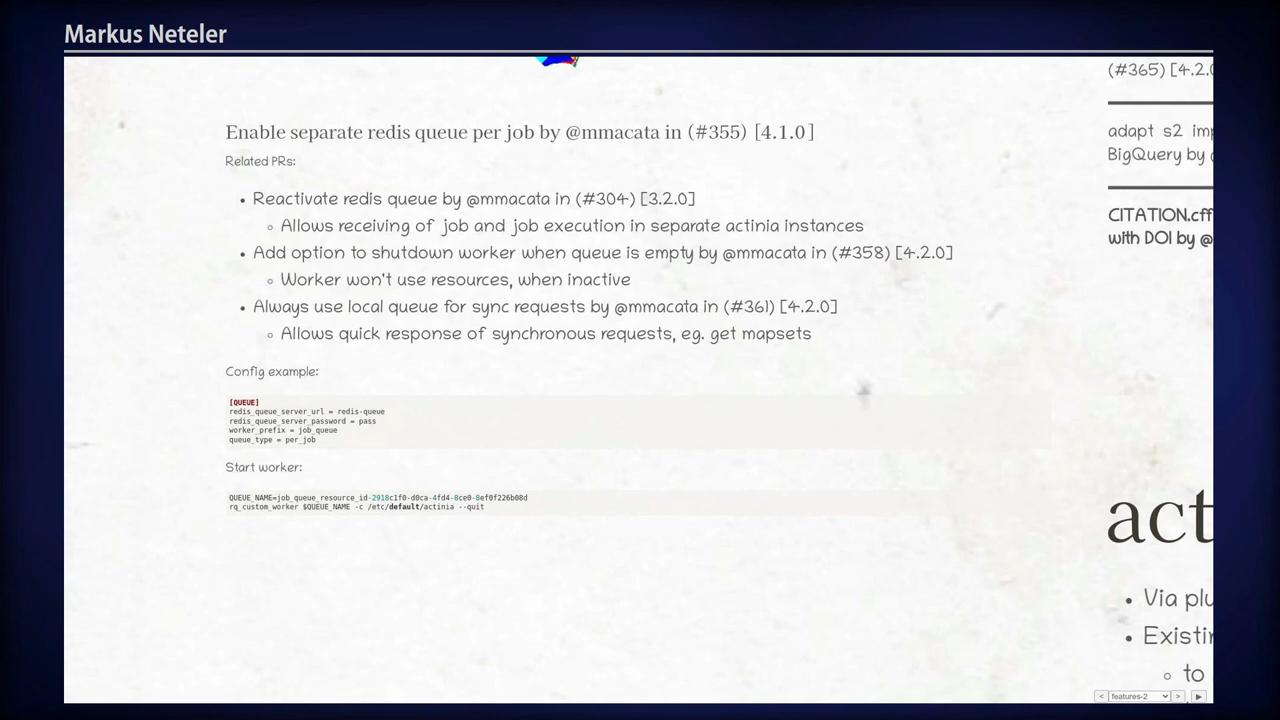 Markus Neteler
Enable separate redis queue per job by @mmacata in (#355) [4.1.0]
Related PRs:
• Reactivate redis queue by @mmacata in (#304) [3.2.0]
◦ Allows receiving of job and job execution in separate actinia instances
• Add option to shutdown worker when queue is empty by @mmacata in (#358) [4.2.0]
◦ Worker won't use resources, when inactive
• Always use local queue for sync requests by @mmacata in (#361) [4.2.0]
◦ Allows quick response of synchronous requests, eg. get mapsets
Config example:
[QUEUE]
redis_queue_server_url = redis-queue
redis_queue_server_password = pass
worker_prefix = job_queue
queue_type = per_job
Start worker:
QUEUE_NAME=job_queue_resource_id-2918c1f0-d0ca-4fd4-8ce0-8ef0f226b08d
rq_custom_worker $QUEUE_NAME -c /etc/default/actinia --quit
(#365) [4.2.0
adapt s2 im
BigQuery by
CITATION.cff
with DOI by @
act
• Via plu
• Existi
◦ to
< features-2 > ▶